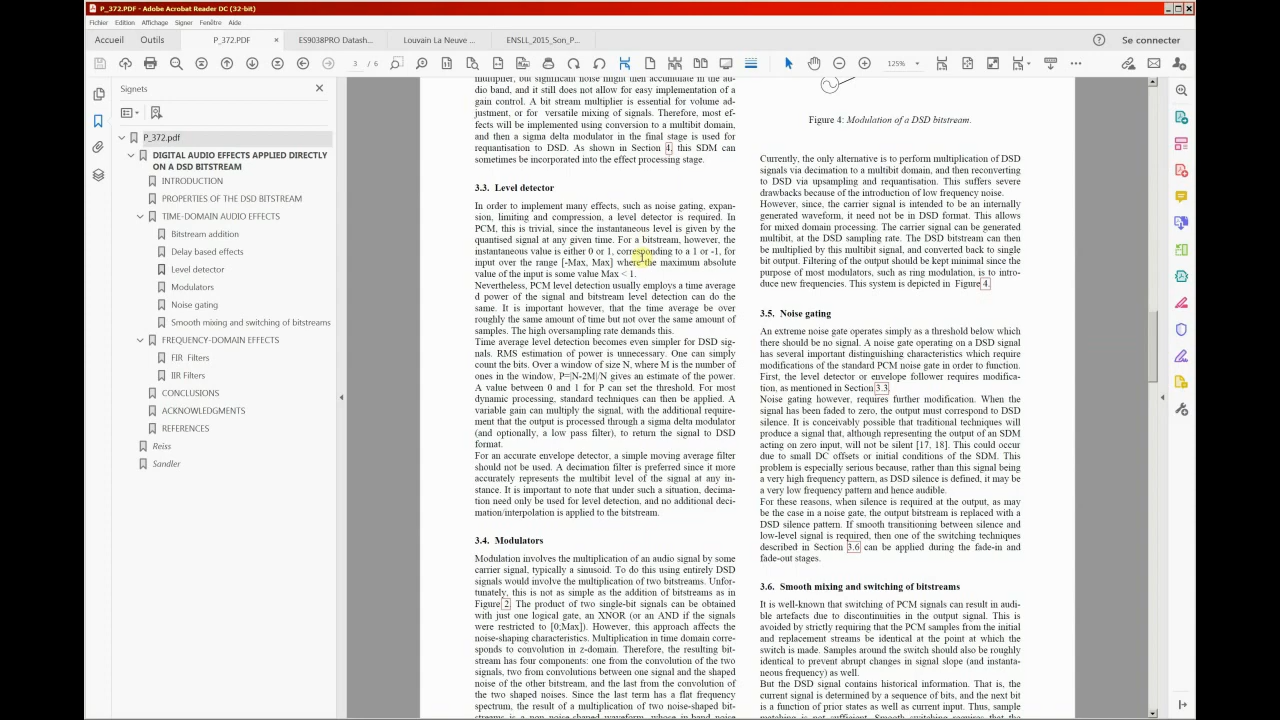 P_372.PDF - Adobe Acrobat Reader DC (32-bit)
Fichier Edition Affichage Signer Fenêtre Aide
Accueil Outils P_372.PDF × ES9038PRO Datash... Louvain La Neuve ... ENSLL_2015_Son_P... Se connecter
3 / 6 125%
Signets
P_372.pdf
DIGITAL AUDIO EFFECTS APPLIED DIRECTLY
ON A DSD BITSTREAM
INTRODUCTION
PROPERTIES OF THE DSD BITSTREAM
TIME-DOMAIN AUDIO EFFECTS
Bitstream addition
Delay based effects
Level detector
Modulators
Noise gating
Smooth mixing and switching of bitstreams
FREQUENCY-DOMAIN EFFECTS
FIR Filters
IIR Filters
CONCLUSIONS
ACKNOWLEDGMENTS
REFERENCES
Reiss
Sandler
multiplier, but significant noise might then accumulate in the au-
dio band, and it still does not allow for easy implementation of a
gain control. A bit stream multiplier is essential for volume ad-
justment, or for versatile mixing of signals. Therefore, most ef-
fects will be implemented using conversion to a multibit domain,
and then a sigma delta modulator in the final stage is used for
requantisation to DSD. As shown in Section 4, this SDM can
sometimes be incorporated into the effect processing stage.
3.3. Level detector
In order to implement many effects, such as noise gating, expan-
sion, limiting and compression, a level detector is required. In
PCM, this is trivial, since the instantaneous level is given by the
quantised signal at any given time. For a bitstream, however, the
instantaneous value is either 0 or 1, corresponding to a 1 or -1, for
input over the range [-Max, Max] where the maximum absolute
value of the input is some value Max < 1.
Nevertheless, PCM level detection usually employs a time average
d power of the signal and bitstream level detection can do the
same. It is important however, that the time average be over
roughly the same amount of time but not over the same amount of
samples. The high oversampling rate demands this.
Time average level detection becomes even simpler for DSD sig-
nals. RMS estimation of power is unnecessary. One can simply
count the bits. Over a window of size N, where M is the number of
ones in the window, P=|N-2M|/N gives an estimate of the power.
A value between 0 and 1 for P can set the threshold. For most
dynamic processing, standard techniques can then be applied. A
variable gain can multiply the signal, with the additional require-
ment that the output is processed through a sigma delta modulator
(and optionally, a low pass filter), to return the signal to DSD
format.
For an accurate envelope detector, a simple moving average filter
should not be used. A decimation filter is preferred since it more
accurately represents the multibit level of the signal at any in-
stance. It is important to note that under such a situation, decima-
tion need only be used for level detection, and no additional deci-
mation/interpolation is applied to the bitstream.
3.4. Modulators
Modulation involves the multiplication of an audio signal by some
carrier signal, typically a sinusoid. To do this using entirely DSD
signals would involve the multiplication of two bitstreams. Unfor-
tunately, this is not as simple as the addition of bitstreams as in
Figure 2. The product of two single-bit signals can be obtained
with just one logical gate, an XNOR (or an AND if the signals
were restricted to [0;Max]). However, this approach affects the
noise-shaping characteristics. Multiplication in time domain corre-
sponds to convolution in z-domain. Therefore, the resulting bit-
stream has four components: one from the convolution of the two
signals, two from convolutions between one signal and the shaped
noise of the other bitstream, and the last from the convolution of
the two shaped noises. Since the last term has a flat frequency
spectrum, the result of a multiplication of two noise-shaped bit-
streams is a non noise-shaped waveform, whose in-band noise
Figure 4: Modulation of a DSD bitstream.
Currently, the only alternative is to perform multiplication of DSD
signals via decimation to a multibit domain, and then reconverting
to DSD via upsampling and requantisation. This suffers severe
drawbacks because of the introduction of low frequency noise.
However, since, the carrier signal is intended to be an internally
generated waveform, it need not be in DSD format. This allows
for mixed domain processing. The carrier signal can be generated
multibit, at the DSD sampling rate. The DSD bitstream can then
be multiplied by this multibit signal, and converted back to single
bit output. Filtering of the output should be kept minimal since the
purpose of most modulators, such as ring modulation, is to intro-
duce new frequencies. This system is depicted in Figure 4.
3.5. Noise gating
An extreme noise gate operates simply as a threshold below which
there should be no signal. A noise gate operating on a DSD signal
has several important distinguishing characteristics which require
modifications of the standard PCM noise gate in order to function.
First, the level detector or envelope follower requires modifica-
tion, as mentioned in Section 3.3.
Noise gating however, requires further modification. When the
signal has been faded to zero, the output must correspond to DSD
silence. It is conceivably possible that traditional techniques will
produce a signal that, although representing the output of an SDM
acting on zero input, will not be silent [17, 18]. This could occur
due to small DC offsets or initial conditions of the SDM. This
problem is especially serious because, rather than this signal being
a very high frequency pattern, as DSD silence is defined, it may be
a very low frequency pattern and hence audible.
For these reasons, when silence is required at the output, as may
be the case in a noise gate, the output bitstream is replaced with a
DSD silence pattern. If smooth transitioning between silence and
low-level signal is required, then one of the switching techniques
described in Section 3.6 can be applied during the fade-in and
fade-out stages.
3.6. Smooth mixing and switching of bitstreams
It is well-known that switching of PCM signals can result in audi-
ble artefacts due to discontinuities in the output signal. This is
avoided by strictly requiring that the PCM samples from the initial
and replacement streams be identical at the point at which the
switch is made. Samples around the switch should also be roughly
identical to prevent abrupt changes in signal slope (and instanta-
neous frequency) as well.
But the DSD signal contains historical information. That is, the
current signal is determined by a sequence of bits, and the next bit
is a function of prior states as well as current input. Thus, sample
matching is not sufficient. Smooth switching requires that the